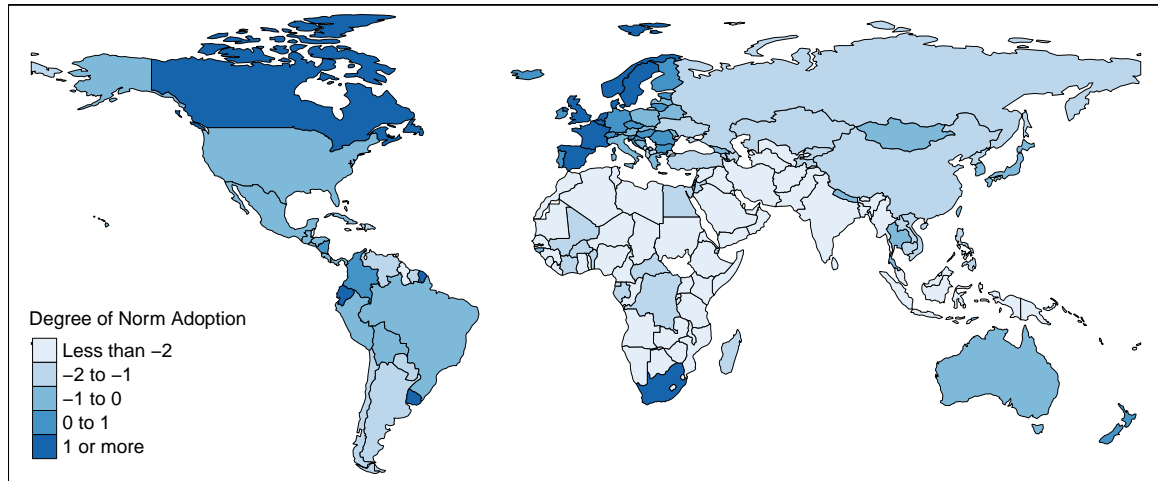 Degree of Norm Adoption
Less than −2
−2 to −1
−1 to 0
0 to 1
1 or more